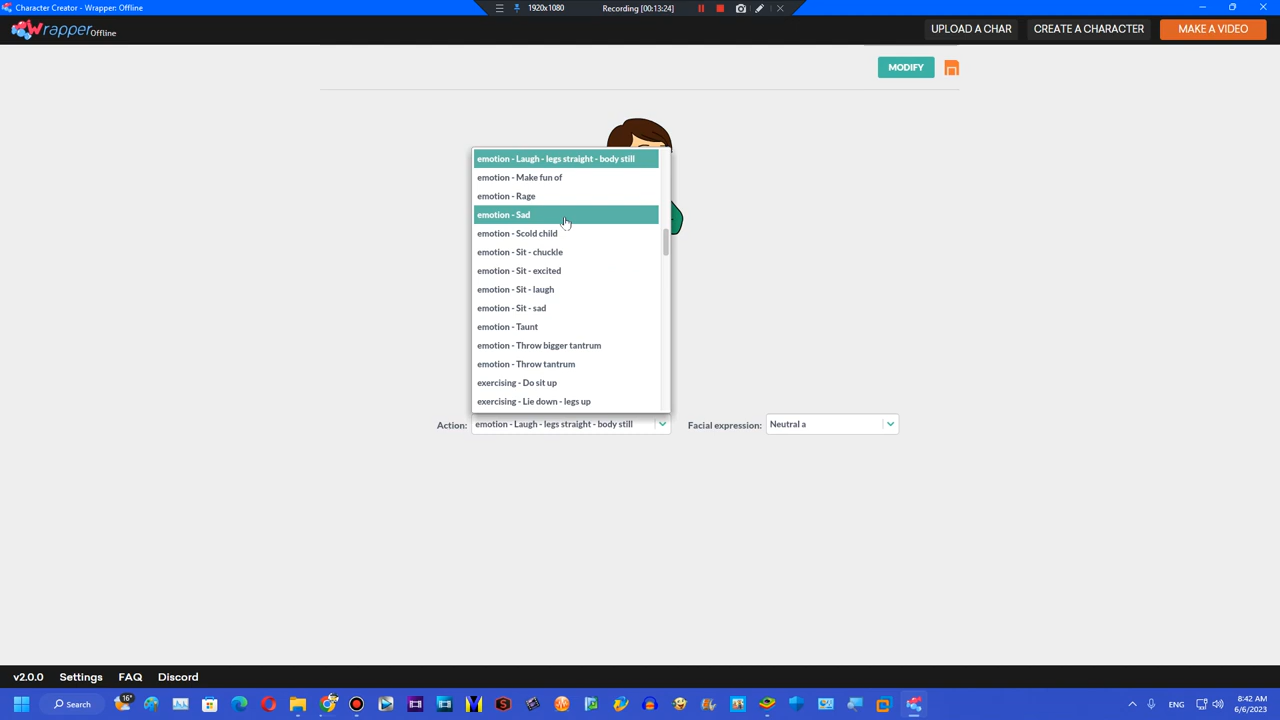 Character Creator - Wrapper: Offline
1920x1080
Recording [00:13:24]
Wrapper Offline
UPLOAD A CHAR
CREATE A CHARACTER
MAKE A VIDEO
MODIFY
emotion - Laugh - legs straight - body still
emotion - Make fun of
emotion - Rage
emotion - Sad
emotion - Scold child
emotion - Sit - chuckle
emotion - Sit - excited
emotion - Sit - laugh
emotion - Sit - sad
emotion - Taunt
emotion - Throw bigger tantrum
emotion - Throw tantrum
exercising - Do sit up
exercising - Lie down - legs up
Action: emotion - Laugh - legs straight - body still
Facial expression: Neutral a
v2.0.0 Settings FAQ Discord
16°
Search
ENG
8:42 AM
6/6/2023